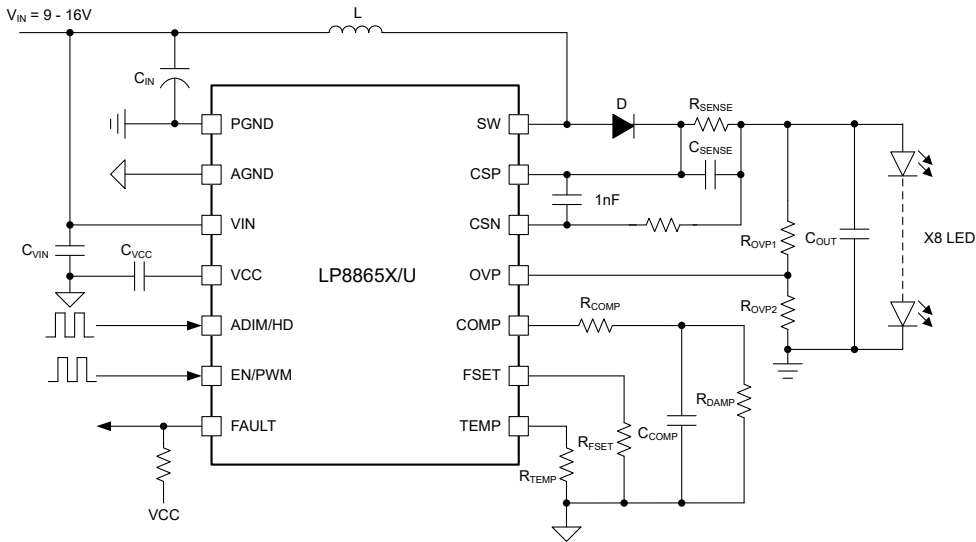 V_IN = 9 - 16V
L
C_IN
PGND
SW
D
R_SENSE
C_SENSE
AGND
CSP
1nF
VIN
CSN
C_VIN
C_VCC
VCC
LP8865X/U
OVP
R_OVP1
C_OUT
X8 LED
R_OVP2
ADIM/HD
COMP
R_COMP
EN/PWM
FSET
R_DAMP
FAULT
TEMP
R_FSET
C_COMP
R_TEMP
VCC